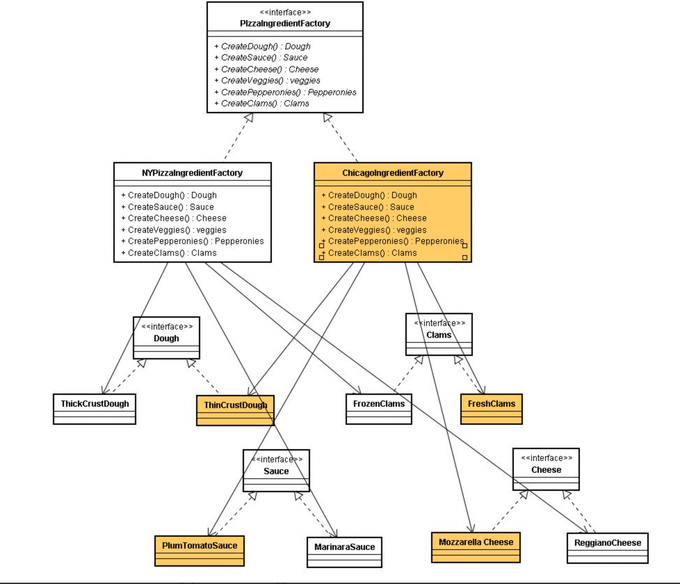 <<interface>>
PIzzaIngredientFactory
+ CreateDough() : Dough
+ CreateSauce() : Sauce
+ CreateCheese() : Cheese
+ CreateVeggies() : veggies
+ CreatePepperonies() : Pepperonies
+ CreateClams() : Clams
NYPizzaIngredientFactory
+ CreateDough() : Dough
+ CreateSauce() : Sauce
+ CreateCheese() : Cheese
+ CreateVeggies() : veggies
+ CreatePepperonies() : Pepperonies
+ CreateClams() : Clams
ChicagoIngredientFactory
+ CreateDough() : Dough
+ CreateSauce() : Sauce
+ CreateCheese() : Cheese
+ CreateVeggies() : veggies
+ CreatePepperonies() : Pepperonies
+ CreateClams() : Clams
<<interface>>
Dough
<<interface>>
Clams
ThickCrustDough
ThinCrustDough
FrozenClams
FreshClams
<<interface>>
Sauce
<<interface>>
Cheese
PlumTomatoSauce
MarinaraSauce
Mozzarella Cheese
ReggianoCheese